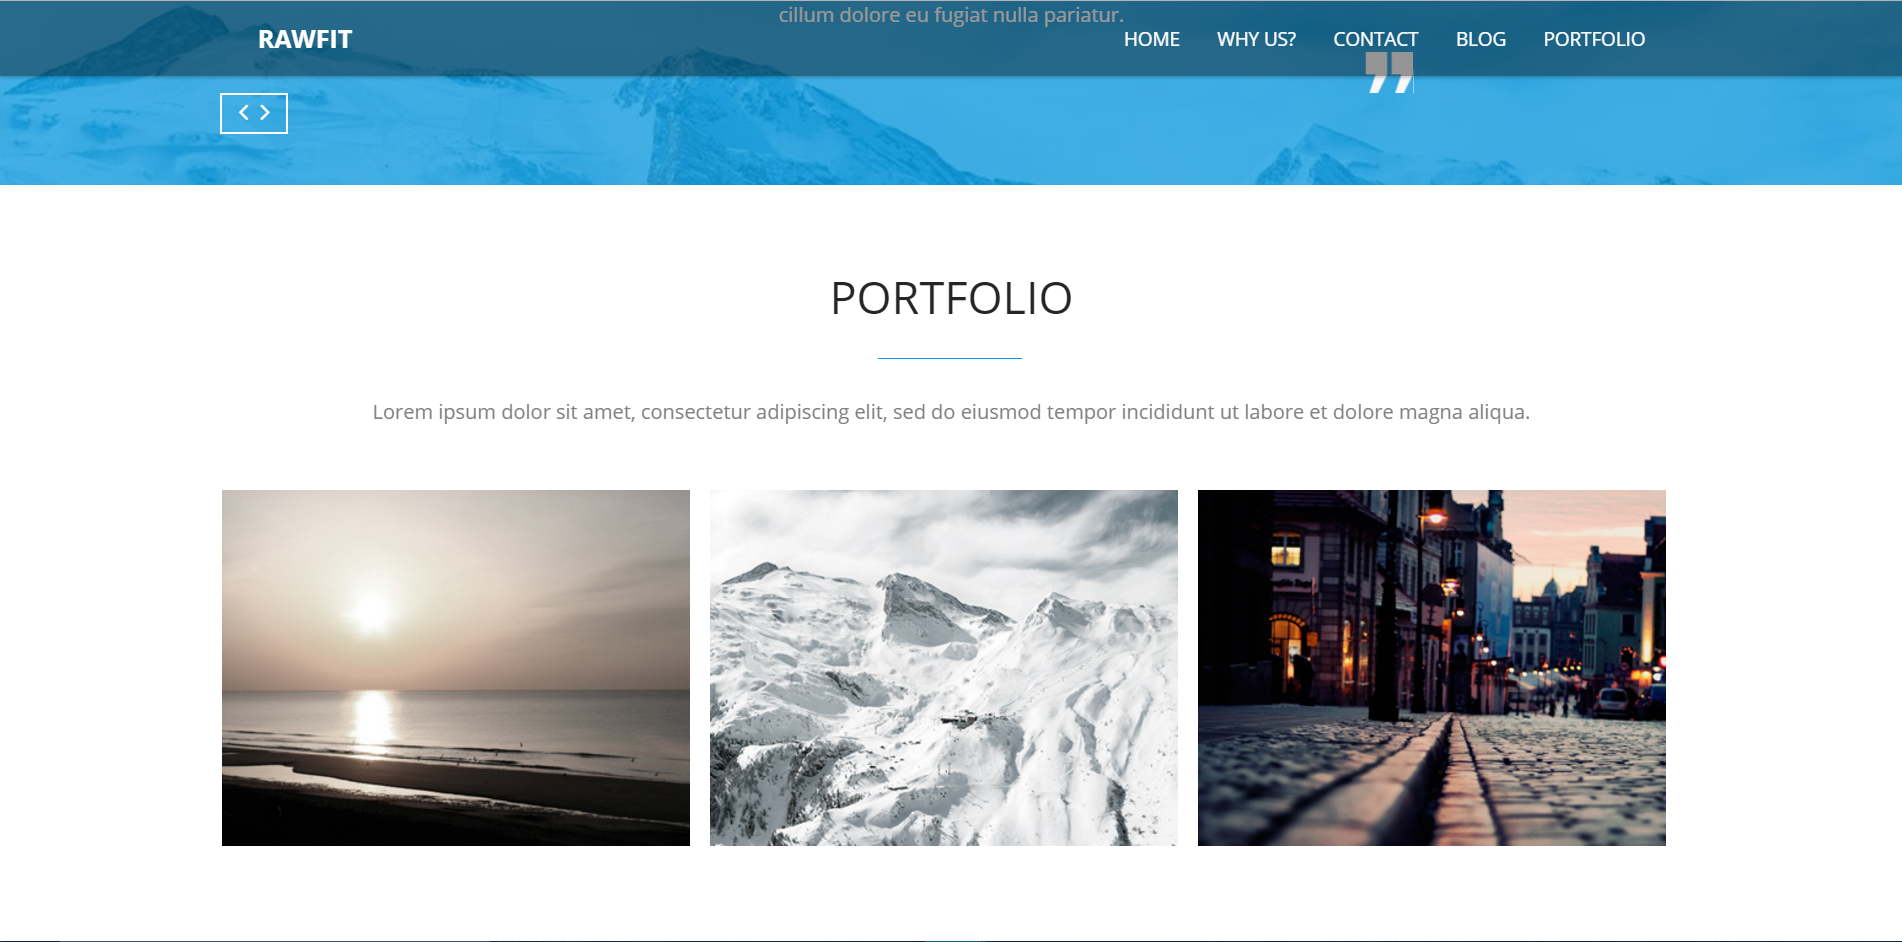 cillum dolore eu fugiat nulla pariatur.
RAWFIT HOME WHY US? CONTACT BLOG PORTFOLIO
”
PORTFOLIO
Lorem ipsum dolor sit amet, consectetur adipiscing elit, sed do eiusmod tempor incididunt ut labore et dolore magna aliqua.